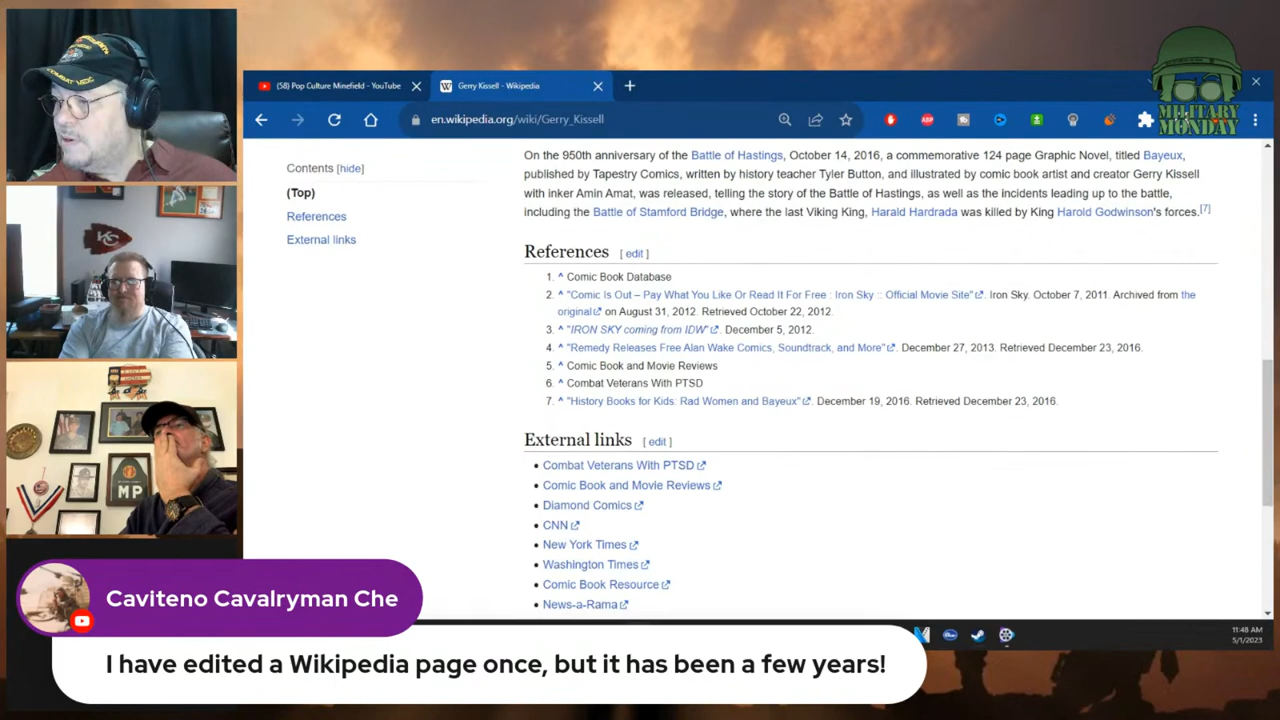 COMBAT VEDC
KC
MP
MILITARY
MONDAY
(58) Pop Culture Minefield - YouTube
Gerry Kissell - Wikipedia
en.wikipedia.org/wiki/Gerry_Kissell
ABP
Contents [hide]
(Top)
References
External links
On the 950th anniversary of the Battle of Hastings, October 14, 2016, a commemorative 124 page Graphic Novel, titled Bayeux,
published by Tapestry Comics, written by history teacher Tyler Button, and illustrated by comic book artist and creator Gerry Kissell
with inker Amin Amat, was released, telling the story of the Battle of Hastings, as well as the incidents leading up to the battle,
including the Battle of Stamford Bridge, where the last Viking King, Harald Hardrada was killed by King Harold Godwinson's forces.[7]
References [ edit ]
1. ^ Comic Book Database
2. ^ "Comic Is Out – Pay What You Like Or Read It For Free : Iron Sky :: Official Movie Site". Iron Sky. October 7, 2011. Archived from the
original on August 31, 2012. Retrieved October 22, 2012.
3. ^ "IRON SKY coming from IDW". December 5, 2012.
4. ^ "Remedy Releases Free Alan Wake Comics, Soundtrack, and More". December 27, 2013. Retrieved December 23, 2016.
5. ^ Comic Book and Movie Reviews
6. ^ Combat Veterans With PTSD
7. ^ "History Books for Kids: Rad Women and Bayeux". December 19, 2016. Retrieved December 23, 2016.
External links [ edit ]
• Combat Veterans With PTSD
• Comic Book and Movie Reviews
• Diamond Comics
• CNN
• New York Times
• Washington Times
• Comic Book Resource
• News-a-Rama
11:48 AM
5/1/2023
Caviteno Cavalryman Che
I have edited a Wikipedia page once, but it has been a few years!